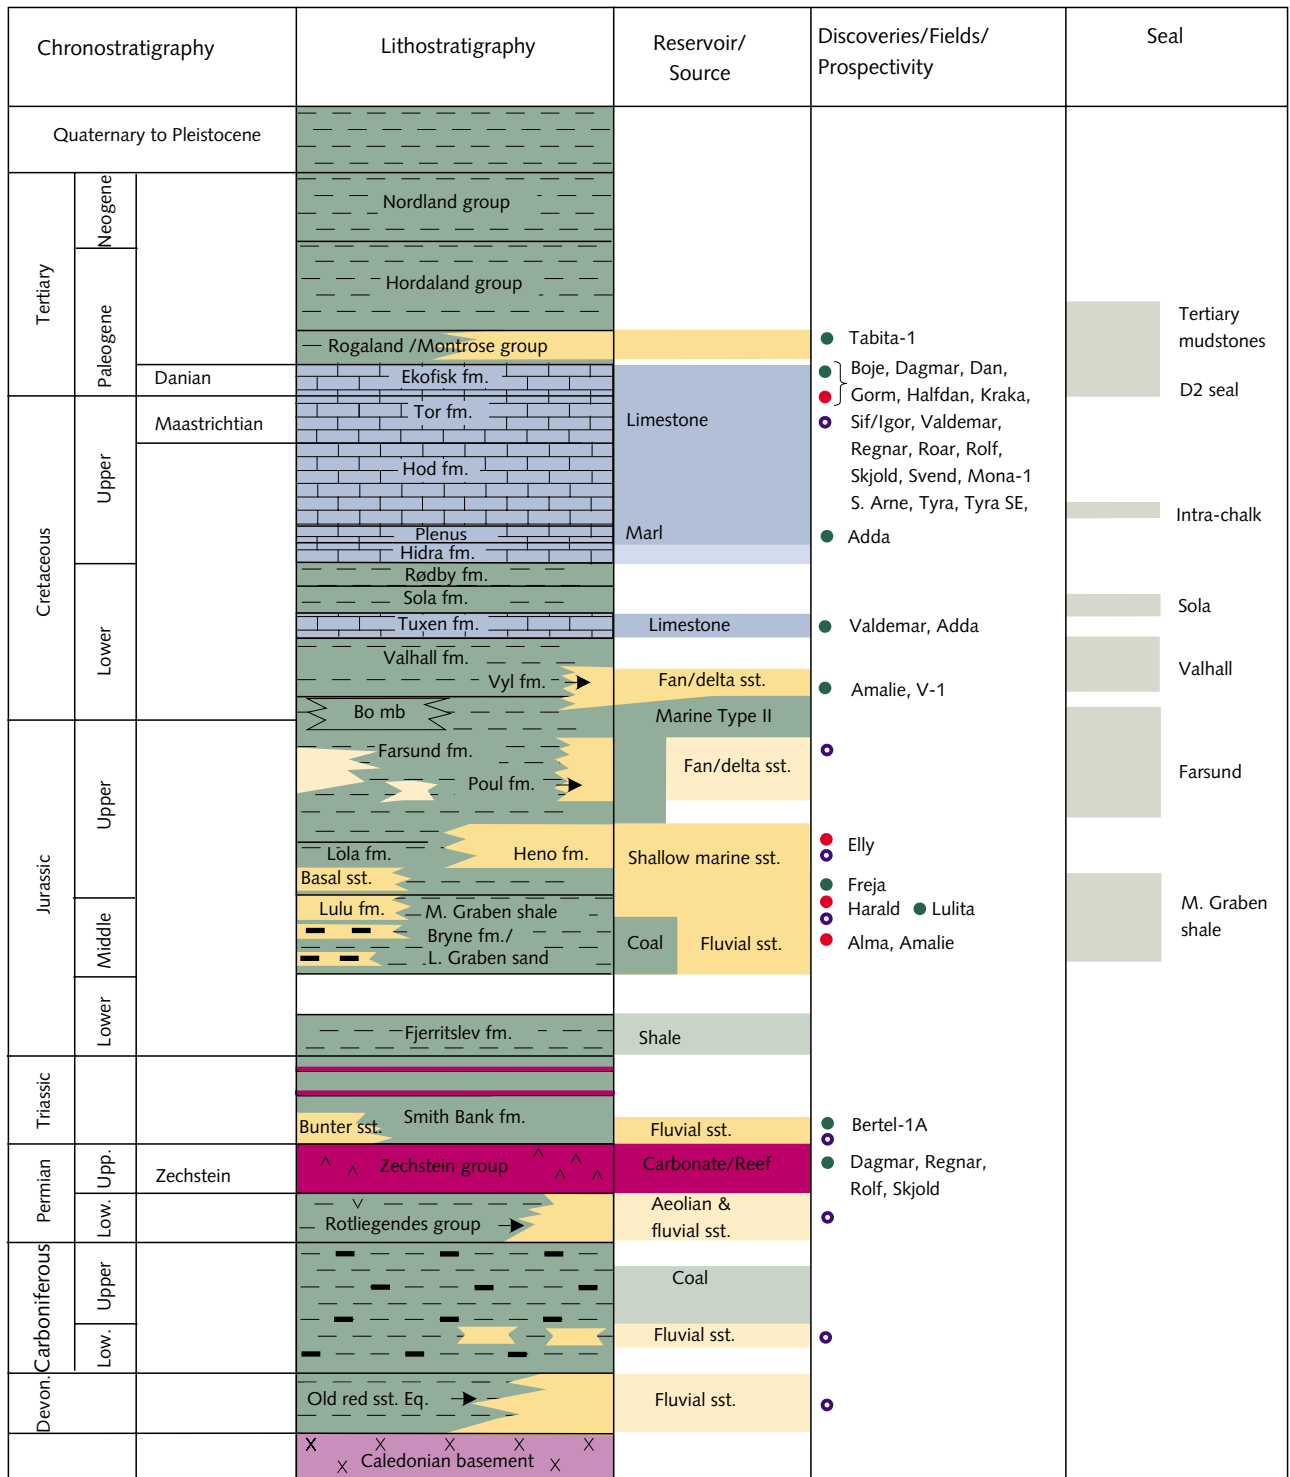 Chronostratigraphy
Lithostratigraphy
Reservoir/
Source
Discoveries/Fields/
Prospectivity
Seal
Quaternary to Pleistocene
Tertiary
Neogene
Nordland group
Hordaland group
Paleogene
Rogaland /Montrose group
Tabita-1
Tertiary
mudstones
D2 seal
Danian
Ekofisk fm.
Boje, Dagmar, Dan,
Gorm, Halfdan, Kraka,
Sif/Igor, Valdemar,
Regnar, Roar, Rolf,
Skjold, Svend, Mona-1
S. Arne, Tyra, Tyra SE,
Cretaceous
Upper
Maastrichtian
Tor fm.
Limestone
Hod fm.
Intra-chalk
Plenus
Marl
Adda
Hidra fm.
Lower
Rødby fm.
Sola fm.
Sola
Tuxen fm.
Limestone
Valdemar, Adda
Valhall fm.
Valhall
Vyl fm.
Fan/delta sst.
Amalie, V-1
Bo mb
Marine Type II
Jurassic
Upper
Farsund fm.
Fan/delta sst.
Farsund
Poul fm.
Lola fm.
Heno fm.
Shallow marine sst.
Elly
Basal sst.
Freja
Middle
Lulu fm.
M. Graben shale
Harald
Lulita
M. Graben
shale
Bryne fm./
L. Graben sand
Coal
Fluvial sst.
Alma, Amalie
Lower
Fjerritslev fm.
Shale
Triassic
Smith Bank fm.
Bunter sst.
Fluvial sst.
Bertel-1A
Permian
Upp.
Zechstein
Zechstein group
Carbonate/Reef
Dagmar, Regnar,
Rolf, Skjold
Low.
Rotliegendes group
Aeolian &
fluvial sst.
Carboniferous
Upper
Coal
Low.
Fluvial sst.
Devon.
Old red sst. Eq.
Fluvial sst.
Caledonian basement